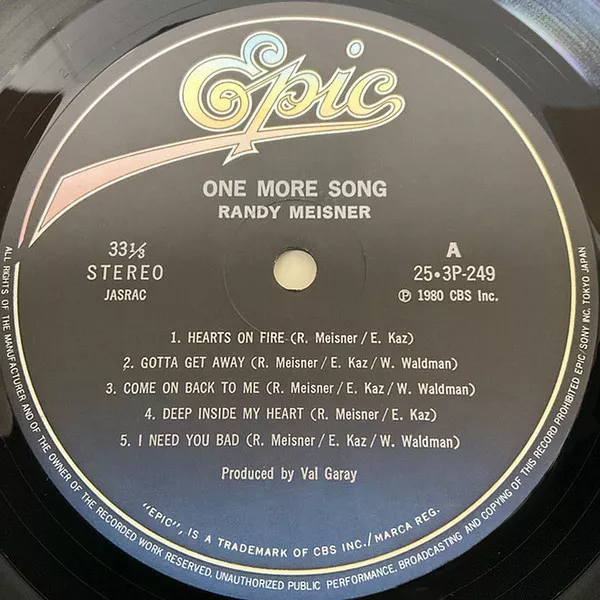 Epic
ONE MORE SONG
RANDY MEISNER
33⅓
STEREO
JASRAC
A
25•3P-249
℗ 1980 CBS Inc.
1. HEARTS ON FIRE (R. Meisner/E. Kaz)
2. GOTTA GET AWAY (R. Meisner/E. Kaz/W. Waldman)
3. COME ON BACK TO ME (R. Meisner/E. Kaz/W. Waldman)
4. DEEP INSIDE MY HEART (R. Meisner/E. Kaz)
5. I NEED YOU BAD (R. Meisner/E. Kaz/W. Waldman)
Produced by Val Garay
"EPIC", IS A TRADEMARK OF CBS INC./MARCA REG.
ALL RIGHTS OF THE MANUFACTURER AND OF THE OWNER OF THE RECORDED WORK RESERVED. UNAUTHORIZED PUBLIC PERFORMANCE, BROADCASTING AND COPYING OF THIS RECORD PROHIBITED EPIC/SONY INC. TOKYO JAPAN